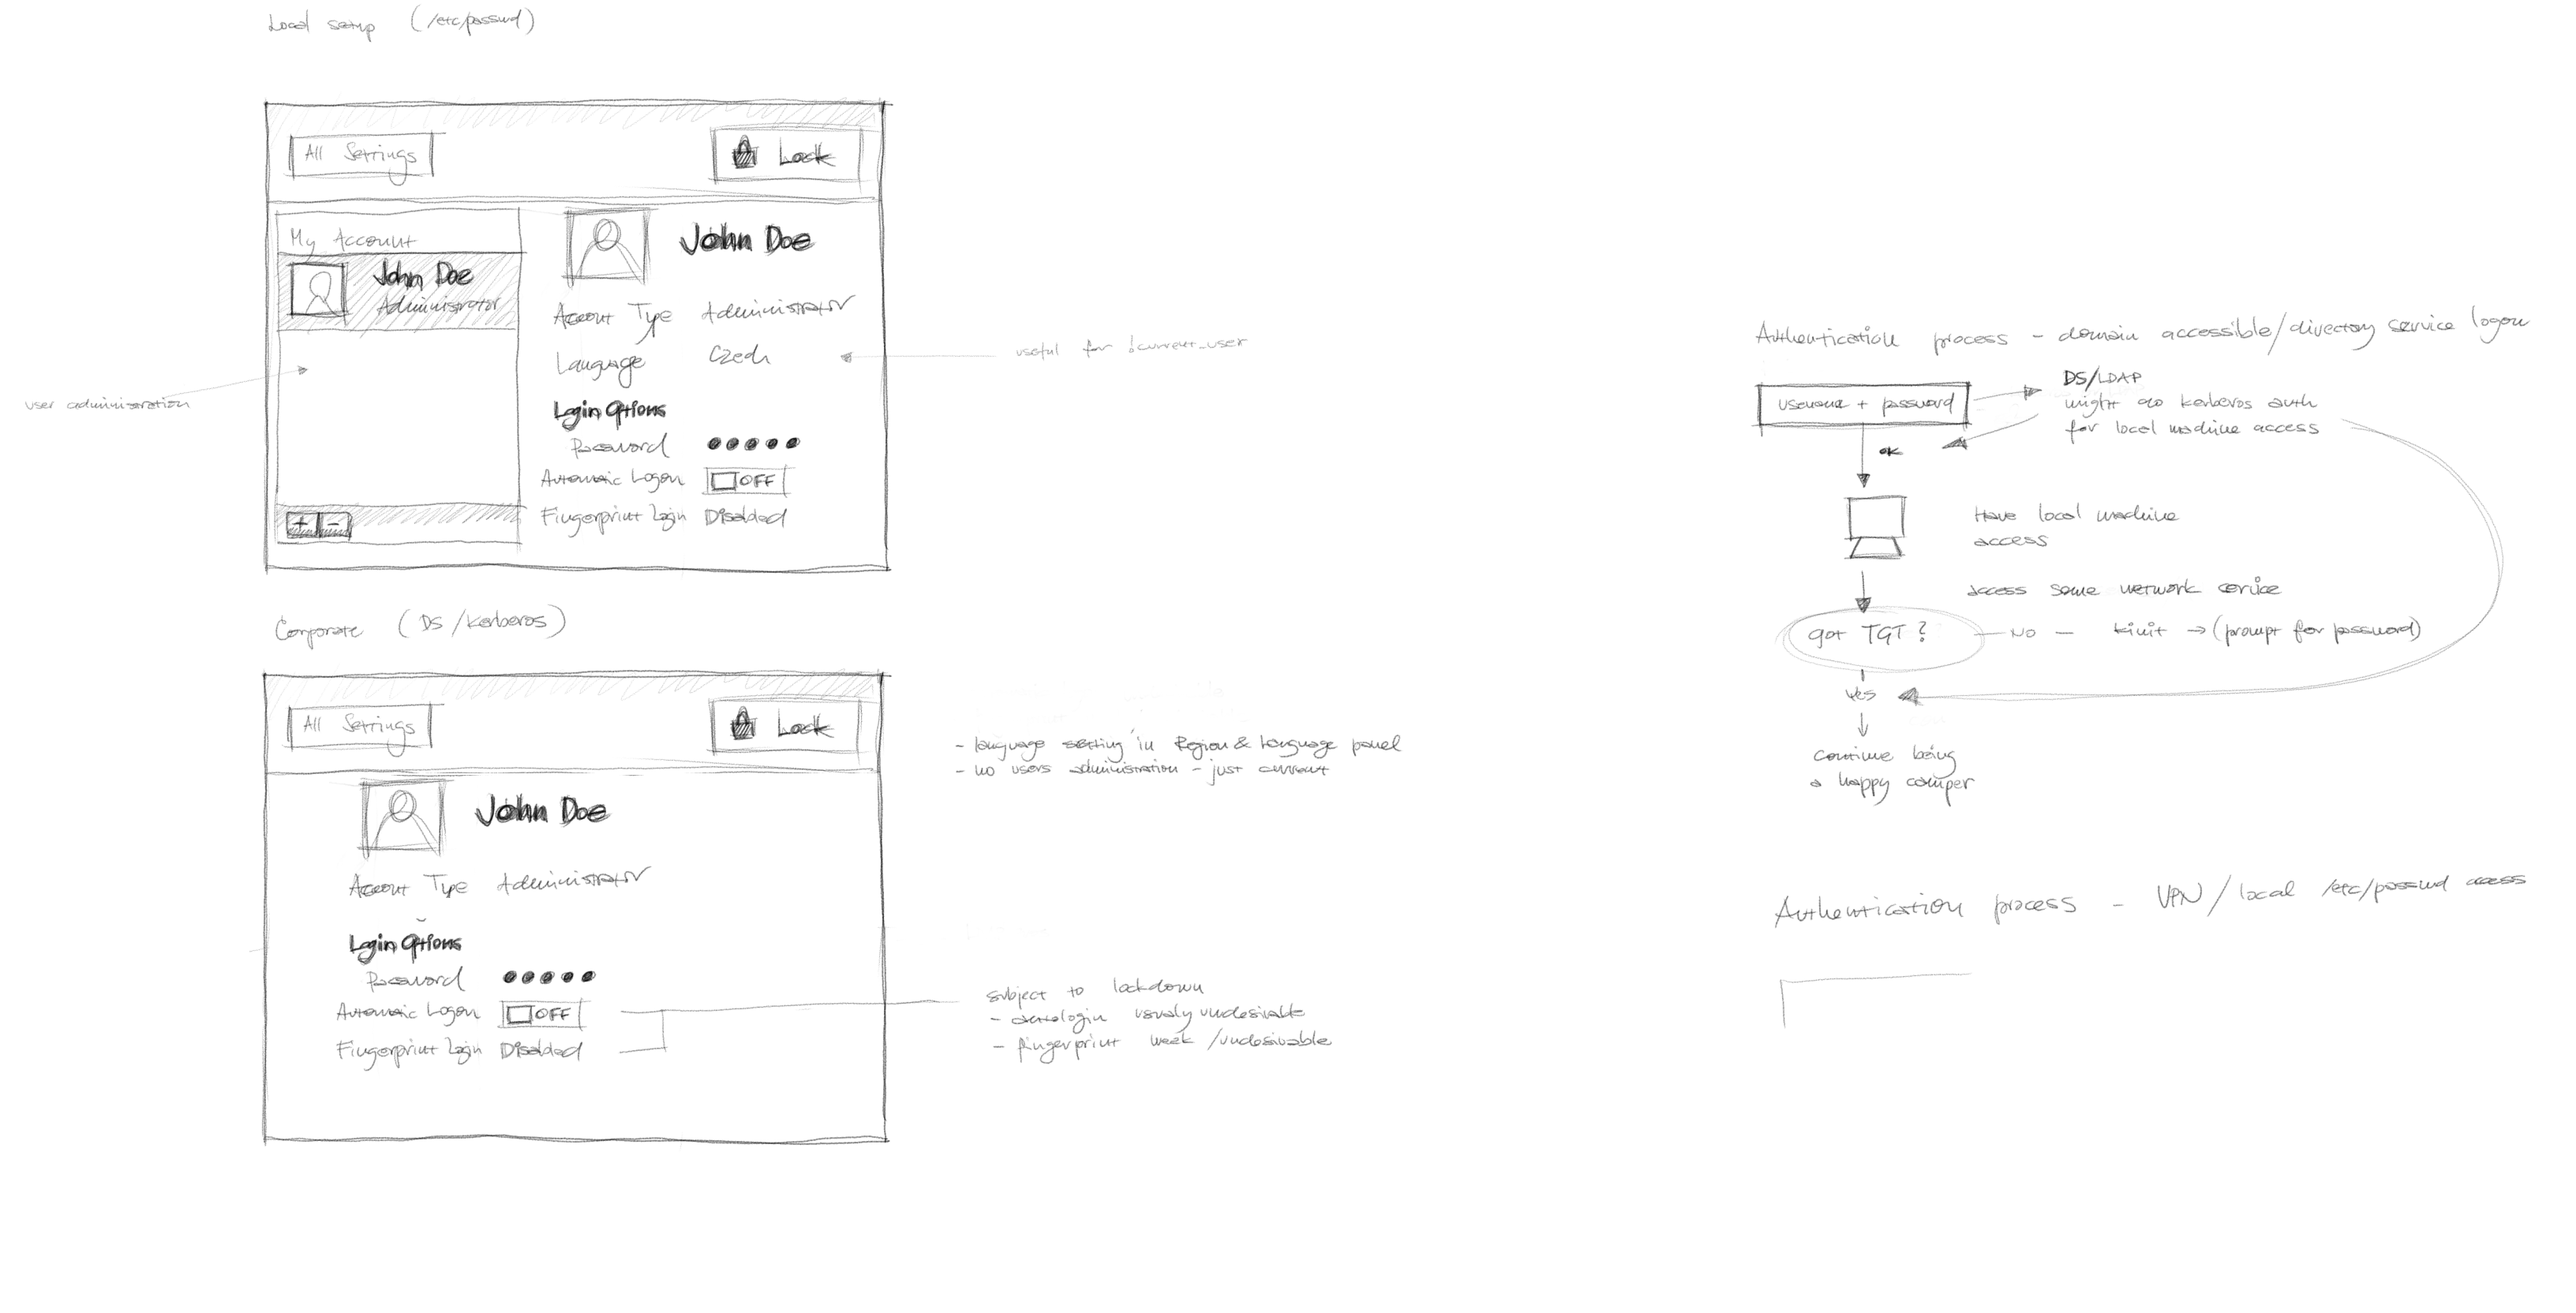 Local setup (/etc/passwd)
All Settings
Lock
My Account
John Doe
Administrator
John Doe
Account Type Administrator
Language Czech
Login Options
Password
Automatic Logon OFF
Fingerprint Login Disabled
+ -
user administration
useful for !current_user
Corporate (DS/Kerberos)
All Settings
Lock
John Doe
Account Type Administrator
Login Options
Password
Automatic Logon OFF
Fingerprint Login Disabled
- language setting in Region & Language panel
- no users administration - just current
subject to lockdown
- autologin usualy undesirable
- fingerprint weak /undesirable
Authentication process - domain accessible/directory service logon
username + password
DS/LDAP
might do kerberos auth
for local machine access
OK
Have local machine
access
access some network service
got TGT?
NO - kinit → (prompt for password)
yes
Continue being
a happy camper
Authentication process - VPN/local /etc/passwd access